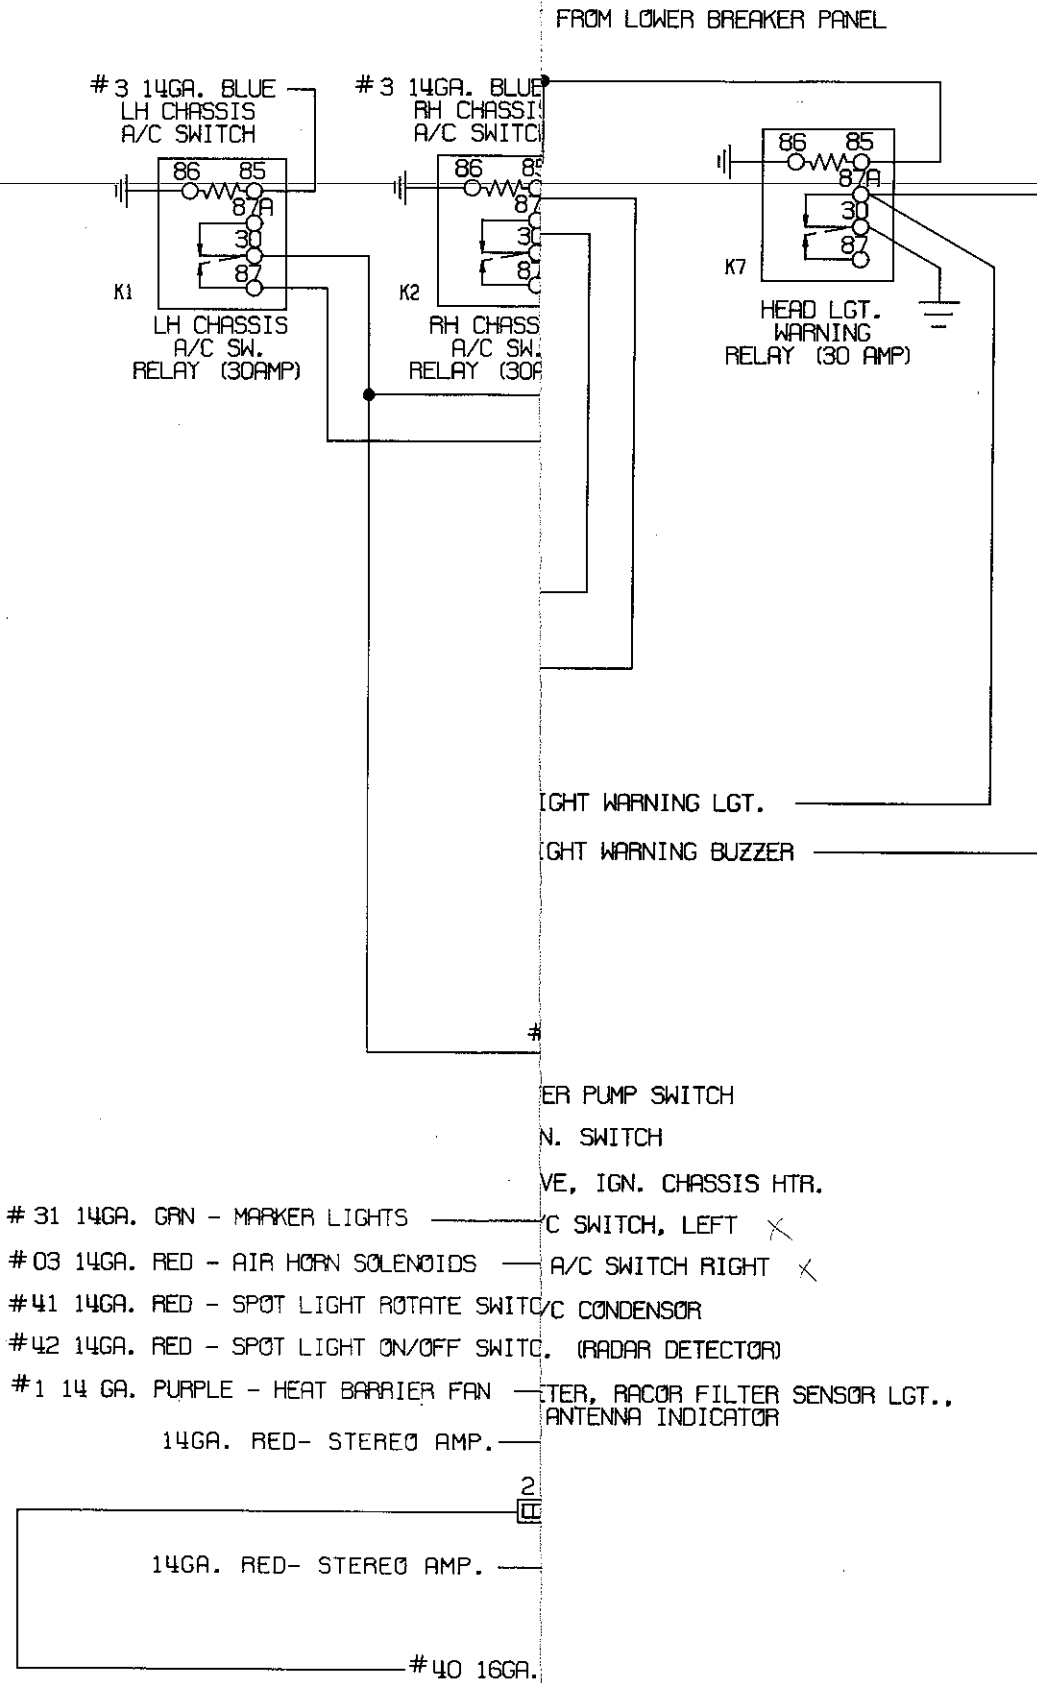 FROM LOWER BREAKER PANEL
#3 14GA. BLUE
LH CHASSIS
A/C SWITCH
86 85
87A
30
87
K1
LH CHASSIS
A/C SW.
RELAY (30AMP)
#3 14GA. BLUE
RH CHASSIS
A/C SWITC
86 85
87
30
87
K2
RH CHASS
A/C SW.
RELAY (30A
86 85
87A
30
87
K7
HEAD LGT.
WARNING
RELAY (30 AMP)
IGHT WARNING LGT.
IGHT WARNING BUZZER
#
ER PUMP SWITCH
N. SWITCH
VE, IGN. CHASSIS HTR.
#31 14GA. GRN - MARKER LIGHTS
/C SWITCH, LEFT X
#03 14GA. RED - AIR HORN SOLENOIDS
A/C SWITCH RIGHT X
#41 14GA. RED - SPOT LIGHT ROTATE SWITC
/C CONDENSOR
#42 14GA. RED - SPOT LIGHT ON/OFF SWITC
. (RADAR DETECTOR)
#1 14 GA. PURPLE - HEAT BARRIER FAN
TER, RACOR FILTER SENSOR LGT.,
ANTENNA INDICATOR
14GA. RED- STEREO AMP.
2
14GA. RED- STEREO AMP.
#40 16GA.